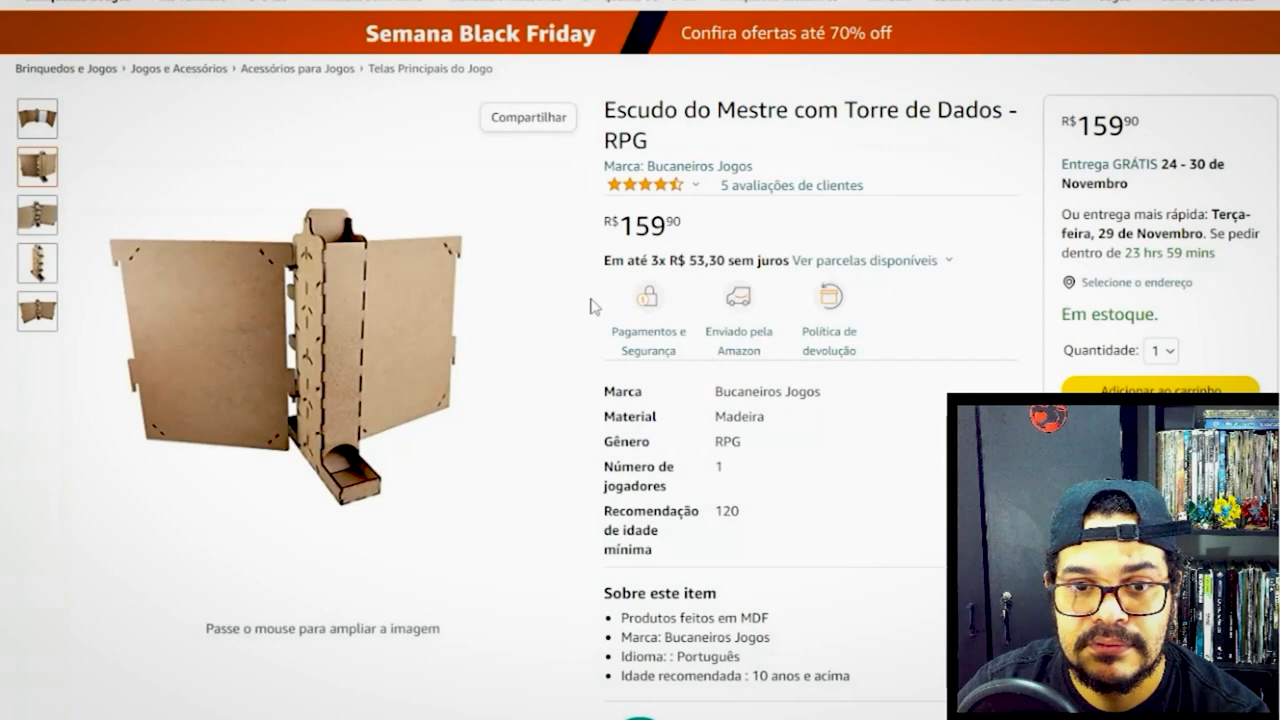 Semana Black Friday
Confira ofertas até 70% off
Brinquedos e Jogos › Jogos e Acessórios › Acessórios para Jogos › Telas Principais do Jogo
Compartilhar
Escudo do Mestre com Torre de Dados -
RPG
Marca: Bucaneiros Jogos
5 avaliações de clientes
R$15990
Em até 3x R$ 53,30 sem juros Ver parcelas disponíveis
Pagamentos e
Segurança
Enviado pela
Amazon
Política de
devolução
Marca Bucaneiros Jogos
Material Madeira
Gênero RPG
Número de 1
jogadores
Recomendação 120
de idade
mínima
Sobre este item
• Produtos feitos em MDF
• Marca: Bucaneiros Jogos
• Idioma: : Português
• Idade recomendada : 10 anos e acima
Passe o mouse para ampliar a imagem
R$15990
Entrega GRÁTIS 24 - 30 de
Novembro
Ou entrega mais rápida: Terça-
feira, 29 de Novembro. Se pedir
dentro de 23 hrs 59 mins
Selecione o endereço
Em estoque.
Quantidade: 1
Adicionar ao carrinho